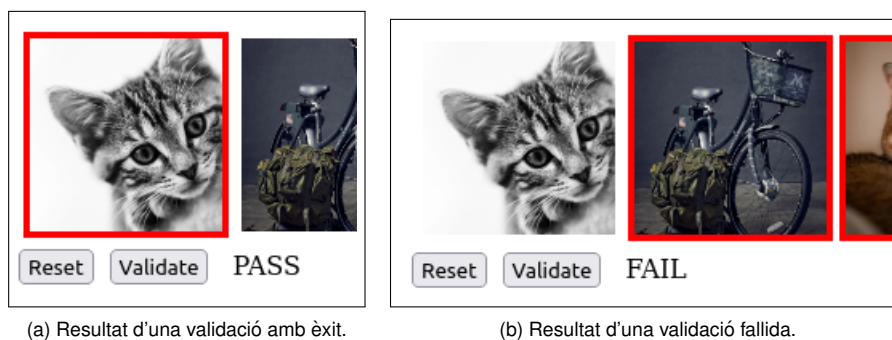 Reset Validate PASS
Reset Validate FAIL
(a) Resultat d'una validació amb èxit.
(b) Resultat d'una validació fallida.